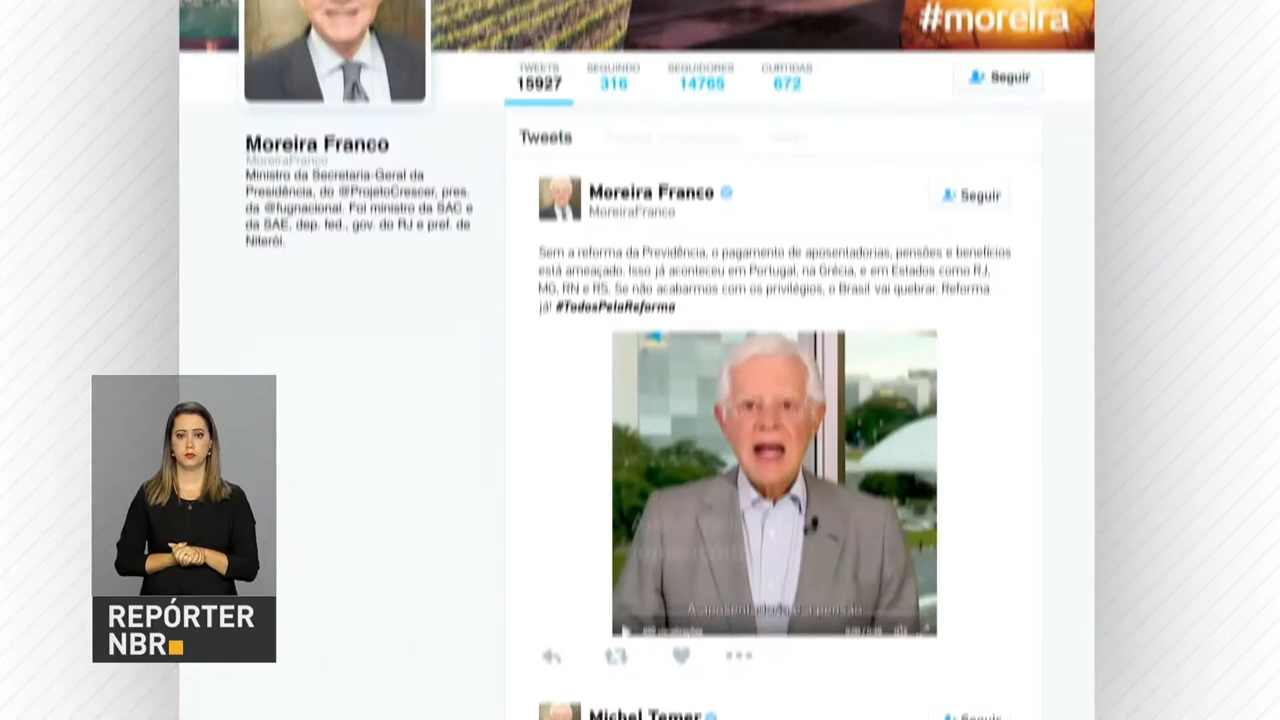 #moreira
TWEETS
15927
SEGUINDO
316
SEGUIDORES
14765
CURTIDAS
672
Seguir
Moreira Franco
MoreiraFranco
Ministro da Secretaria-Geral da
Presidência, do @ProjetoCrescer, pres.
da @fugnacional. Foi ministro da SAC e
da SAE, dep. fed., gov. do RJ e pref. de
Niterói.
Tweets
Moreira Franco
Seguir
MoreiraFranco
Sem a reforma da Previdência, o pagamento de aposentadorias, pensões e benefícios
está ameaçado. Isso já aconteceu em Portugal, na Grécia, e em Estados como RJ,
MG, RN e RS. Se não acabarmos com os privilégios, o Brasil vai quebrar. Reforma
já! #TodosPelaReforma
A aposentadoria e a pensão
Michel Temer
Seguir
REPÓRTER
NBR